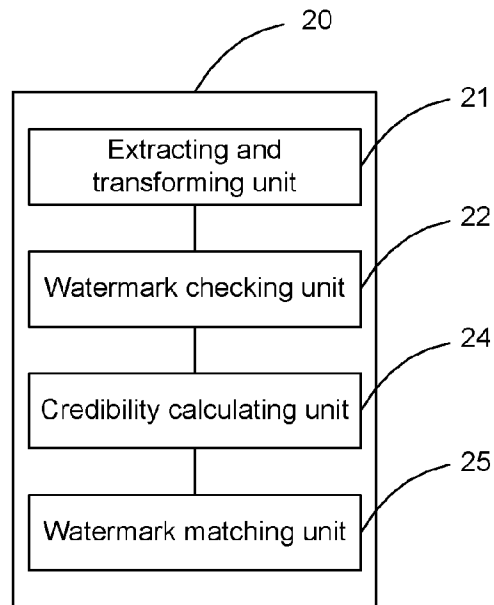 20
21
Extracting and
transforming unit
22
Watermark checking unit
24
Credibility calculating unit
25
Watermark matching unit